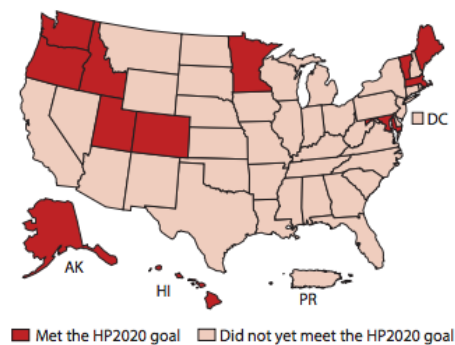 DC
AK
HI
PR
Met the HP2020 goal
Did not yet meet the HP2020 goal